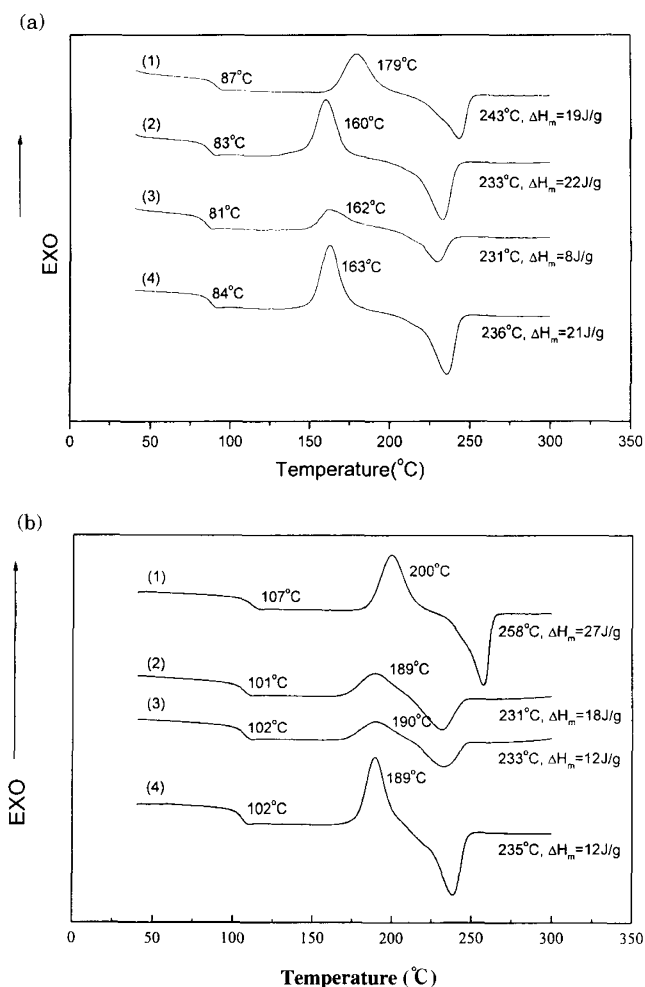 (a)
(1)
87°C
179°C
243°C, ΔHm=19J/g
(2)
83°C
160°C
233°C, ΔHm=22J/g
(3)
81°C
162°C
231°C, ΔHm=8J/g
(4)
84°C
163°C
236°C, ΔHm=21J/g
EXO
0 50 100 150 200 250 300 350
Temperature(°C)
(b)
(1)
107°C
200°C
258°C, ΔHm=27J/g
(2)
101°C
189°C
231°C, ΔHm=18J/g
(3)
102°C
190°C
233°C, ΔHm=12J/g
(4)
102°C
189°C
235°C, ΔHm=12J/g
EXO
0 50 100 150 200 250 300 350
Temperature (℃)